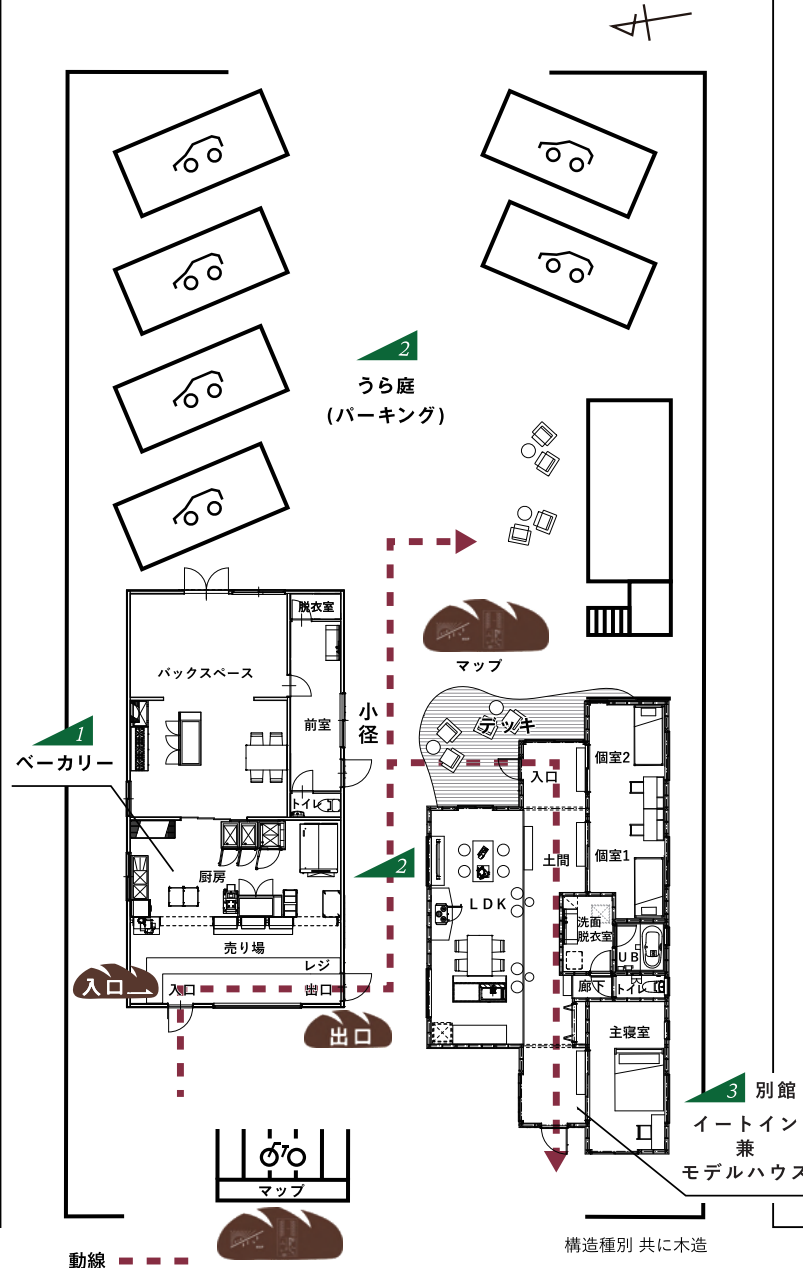 2
うら庭
(パーキング)
脱衣室
バックスペース
前室
小径
マップ
1
ベーカリー
トイレ
デッキ
入口
個室2
個室1
土間
LDK
2
厨房
洗面
脱衣室
UB
売り場
レジ
入口
入口
出口
出口
廊下
トイレ
主寝室
3 別館
イートイン
兼
モデルハウス
マップ
構造種別 共に木造
動線